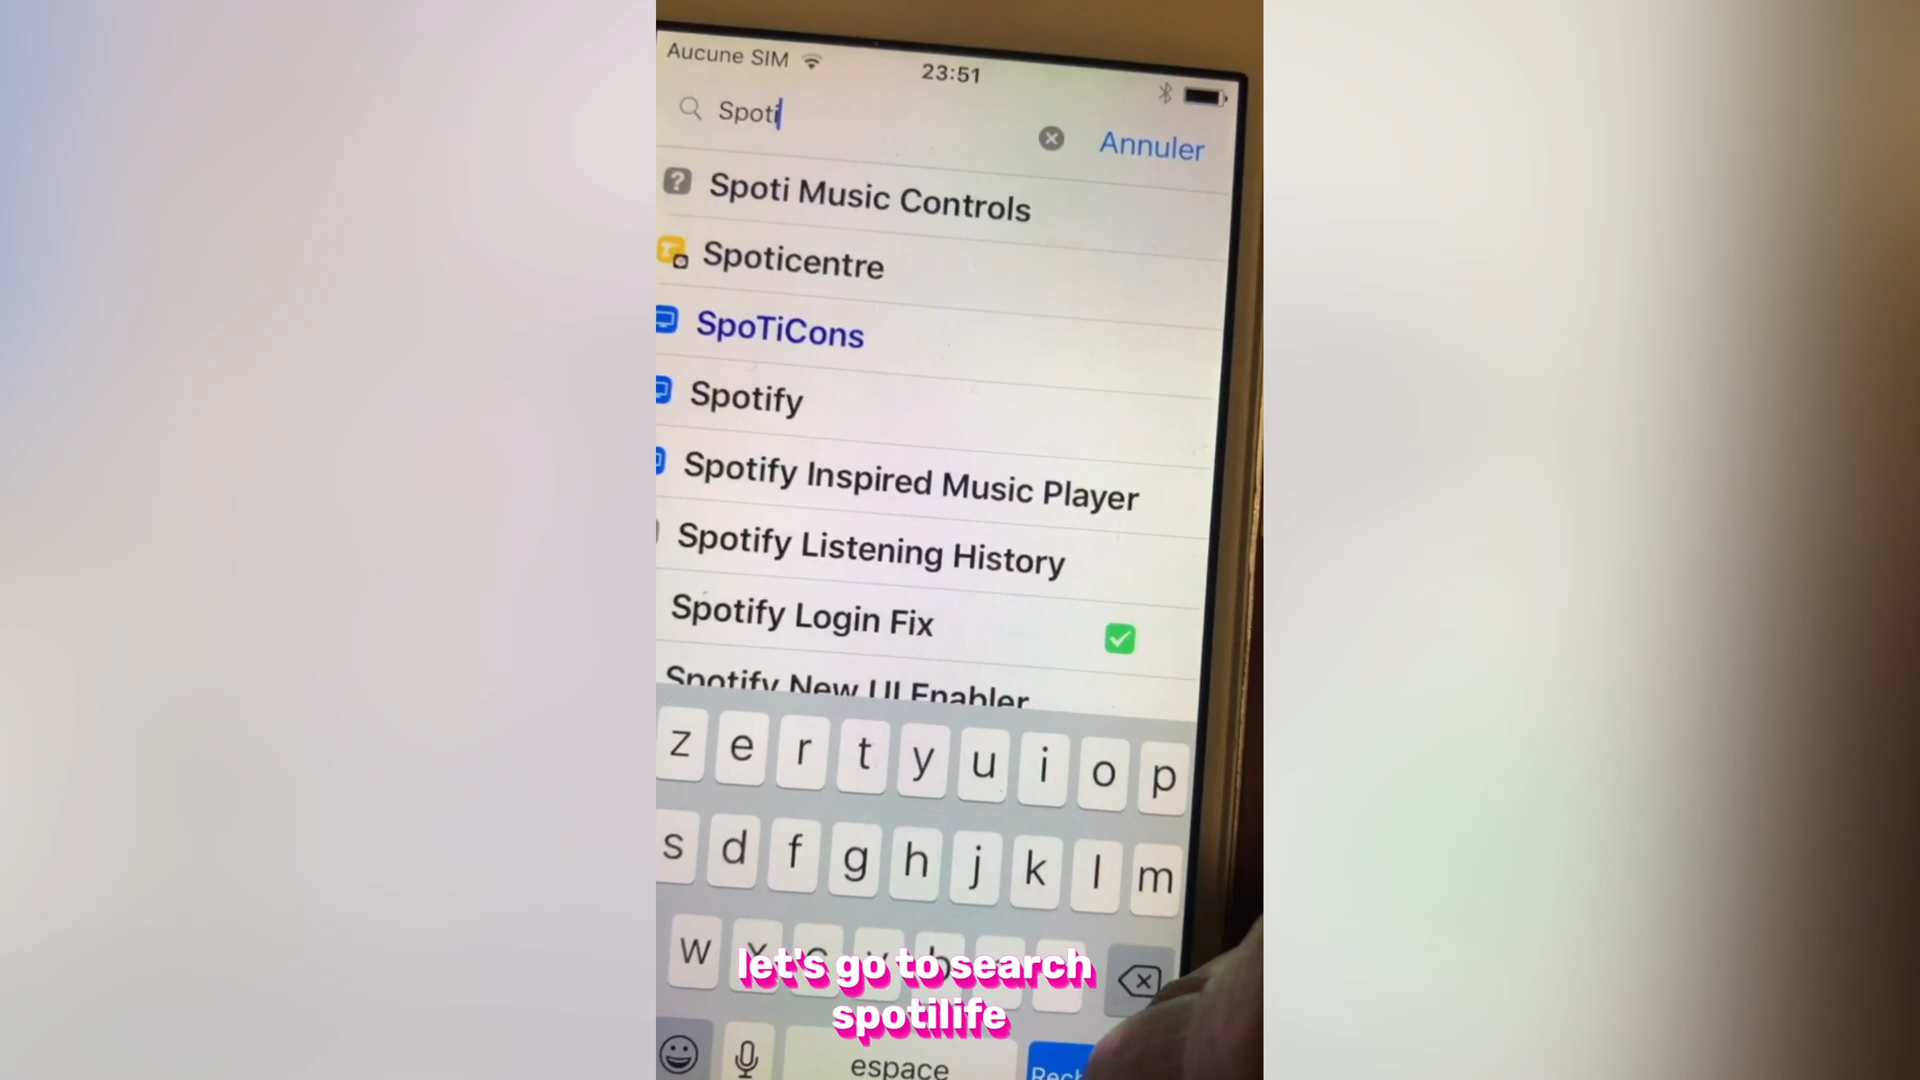 Aucune SIM 23:51
Spoti Annuler
Spoti Music Controls
Spoticentre
SpoTiCons
Spotify
Spotify Inspired Music Player
Spotify Listening History
Spotify Login Fix
Spotify New UI Enabler
z e r t y u i o p
s d f g h j k l m
w x c v b
let's go to search
spotilife
espace
Rech